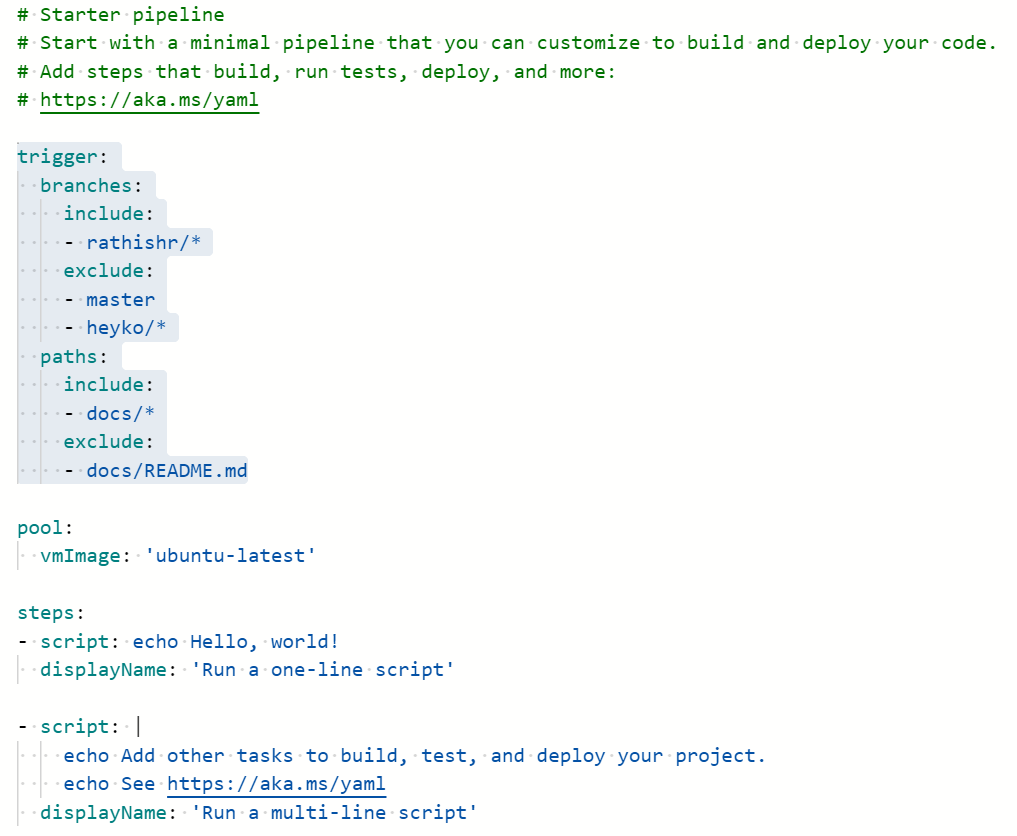 # Starter pipeline
# Start with a minimal pipeline that you can customize to build and deploy your code.
# Add steps that build, run tests, deploy, and more:
# https://aka.ms/yaml

trigger:
  branches:
    include:
    - rathishr/*
    exclude:
    - master
    - heyko/*
  paths:
    include:
    - docs/*
    exclude:
    - docs/README.md

pool:
  vmImage: 'ubuntu-latest'

steps:
- script: echo Hello, world!
  displayName: 'Run a one-line script'

- script: |
    echo Add other tasks to build, test, and deploy your project.
    echo See https://aka.ms/yaml
  displayName: 'Run a multi-line script'